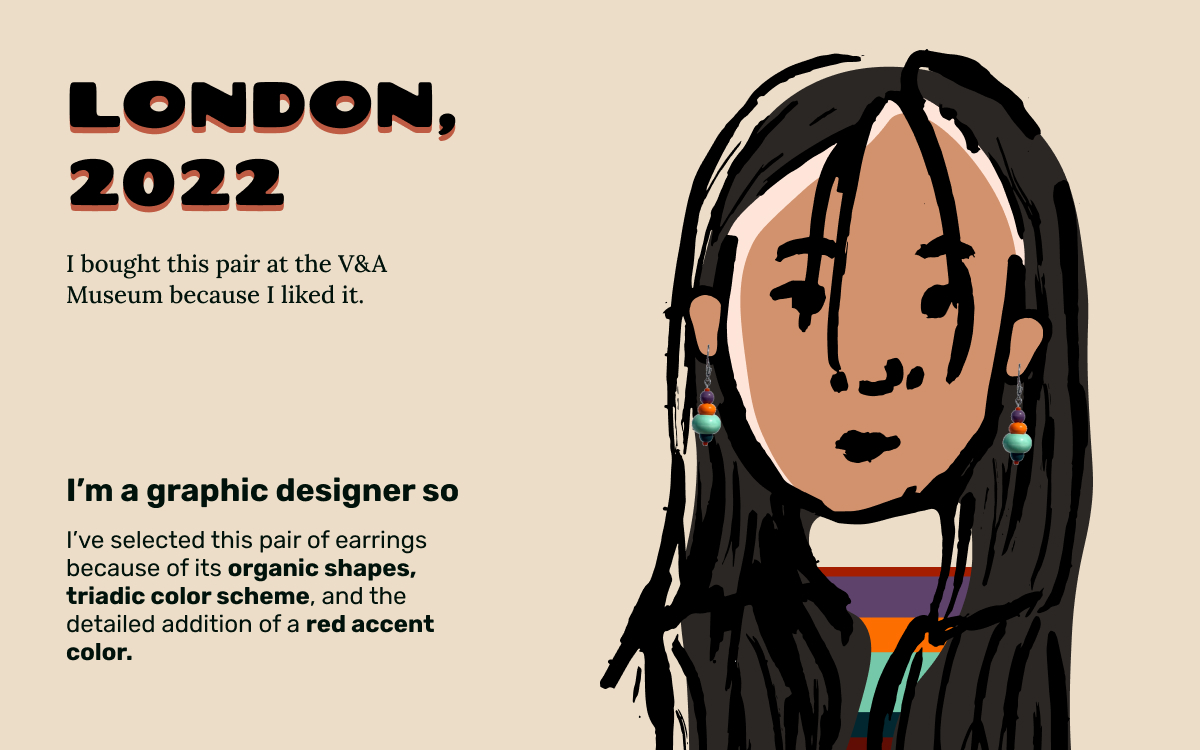 LONDON,
2022
I bought this pair at the V&A
Museum because I liked it.
I’m a graphic designer so
I’ve selected this pair of earrings
because of its organic shapes,
triadic color scheme, and the
detailed addition of a red accent
color.